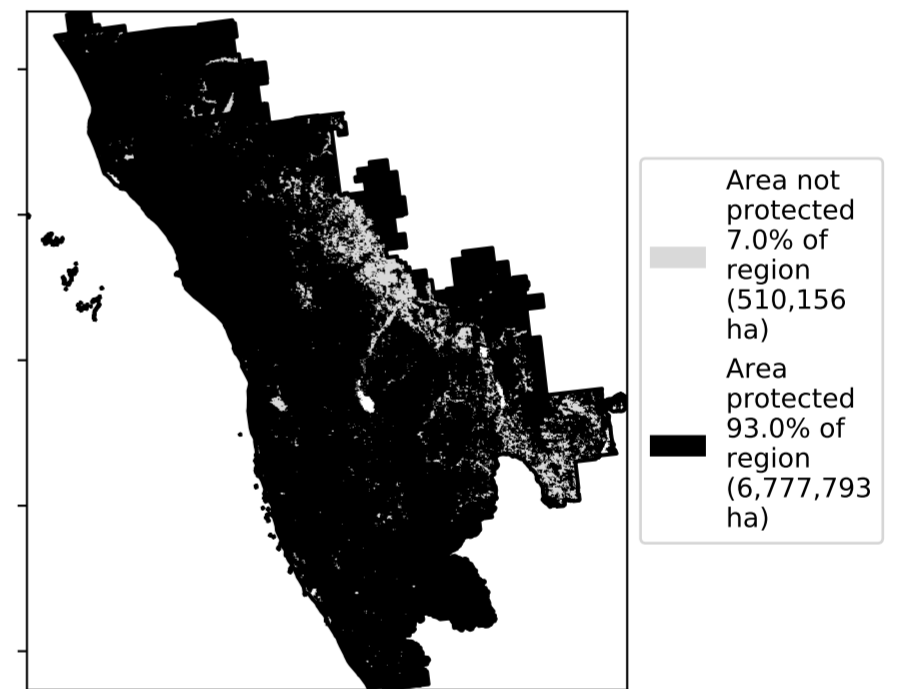 Area not
protected
7.0% of
region
(510,156
ha)
Area
protected
93.0% of
region
(6,777,793
ha)